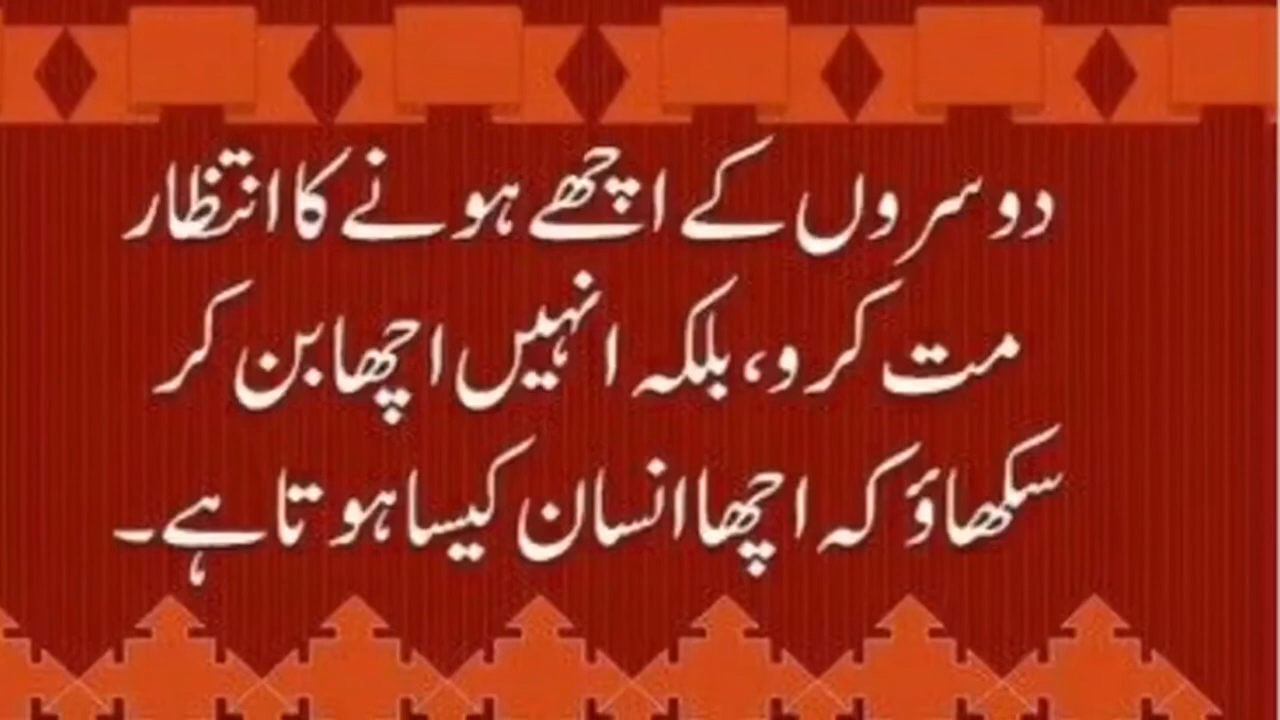 دوسروں کے اچھے ہونے کا انتظار
مت کرو، بلکہ انہیں اچھا بن کر
سکھاؤ کہ اچھا انسان کیسا ہوتا ہے۔